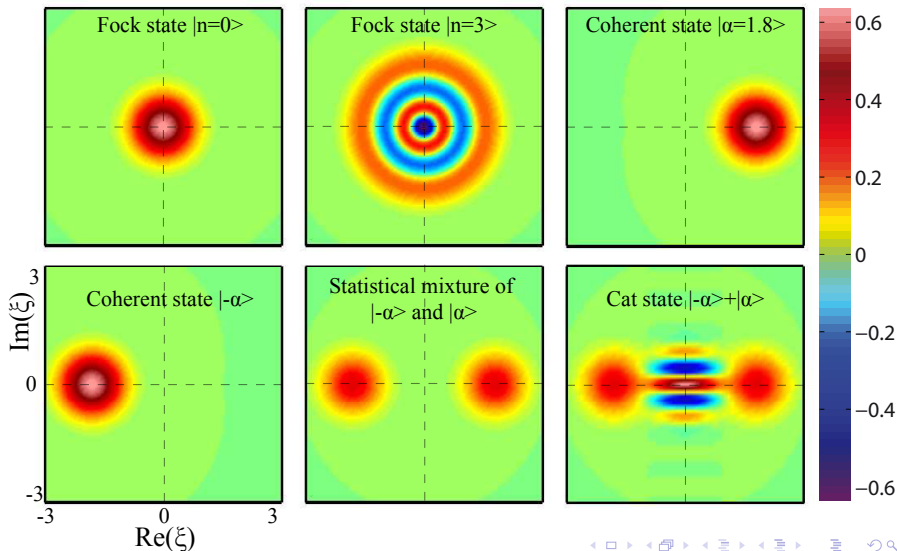 Fock state |n=0>
Fock state |n=3>
Coherent state |α=1.8>
0.6
0.4
0.2
0
−0.2
−0.4
−0.6
Coherent state |-α>
Statistical mixture of
|-α> and |α>
Cat state |-α>+|α>
Im(ξ)
3
0
-3
-3
0
3
Re(ξ)